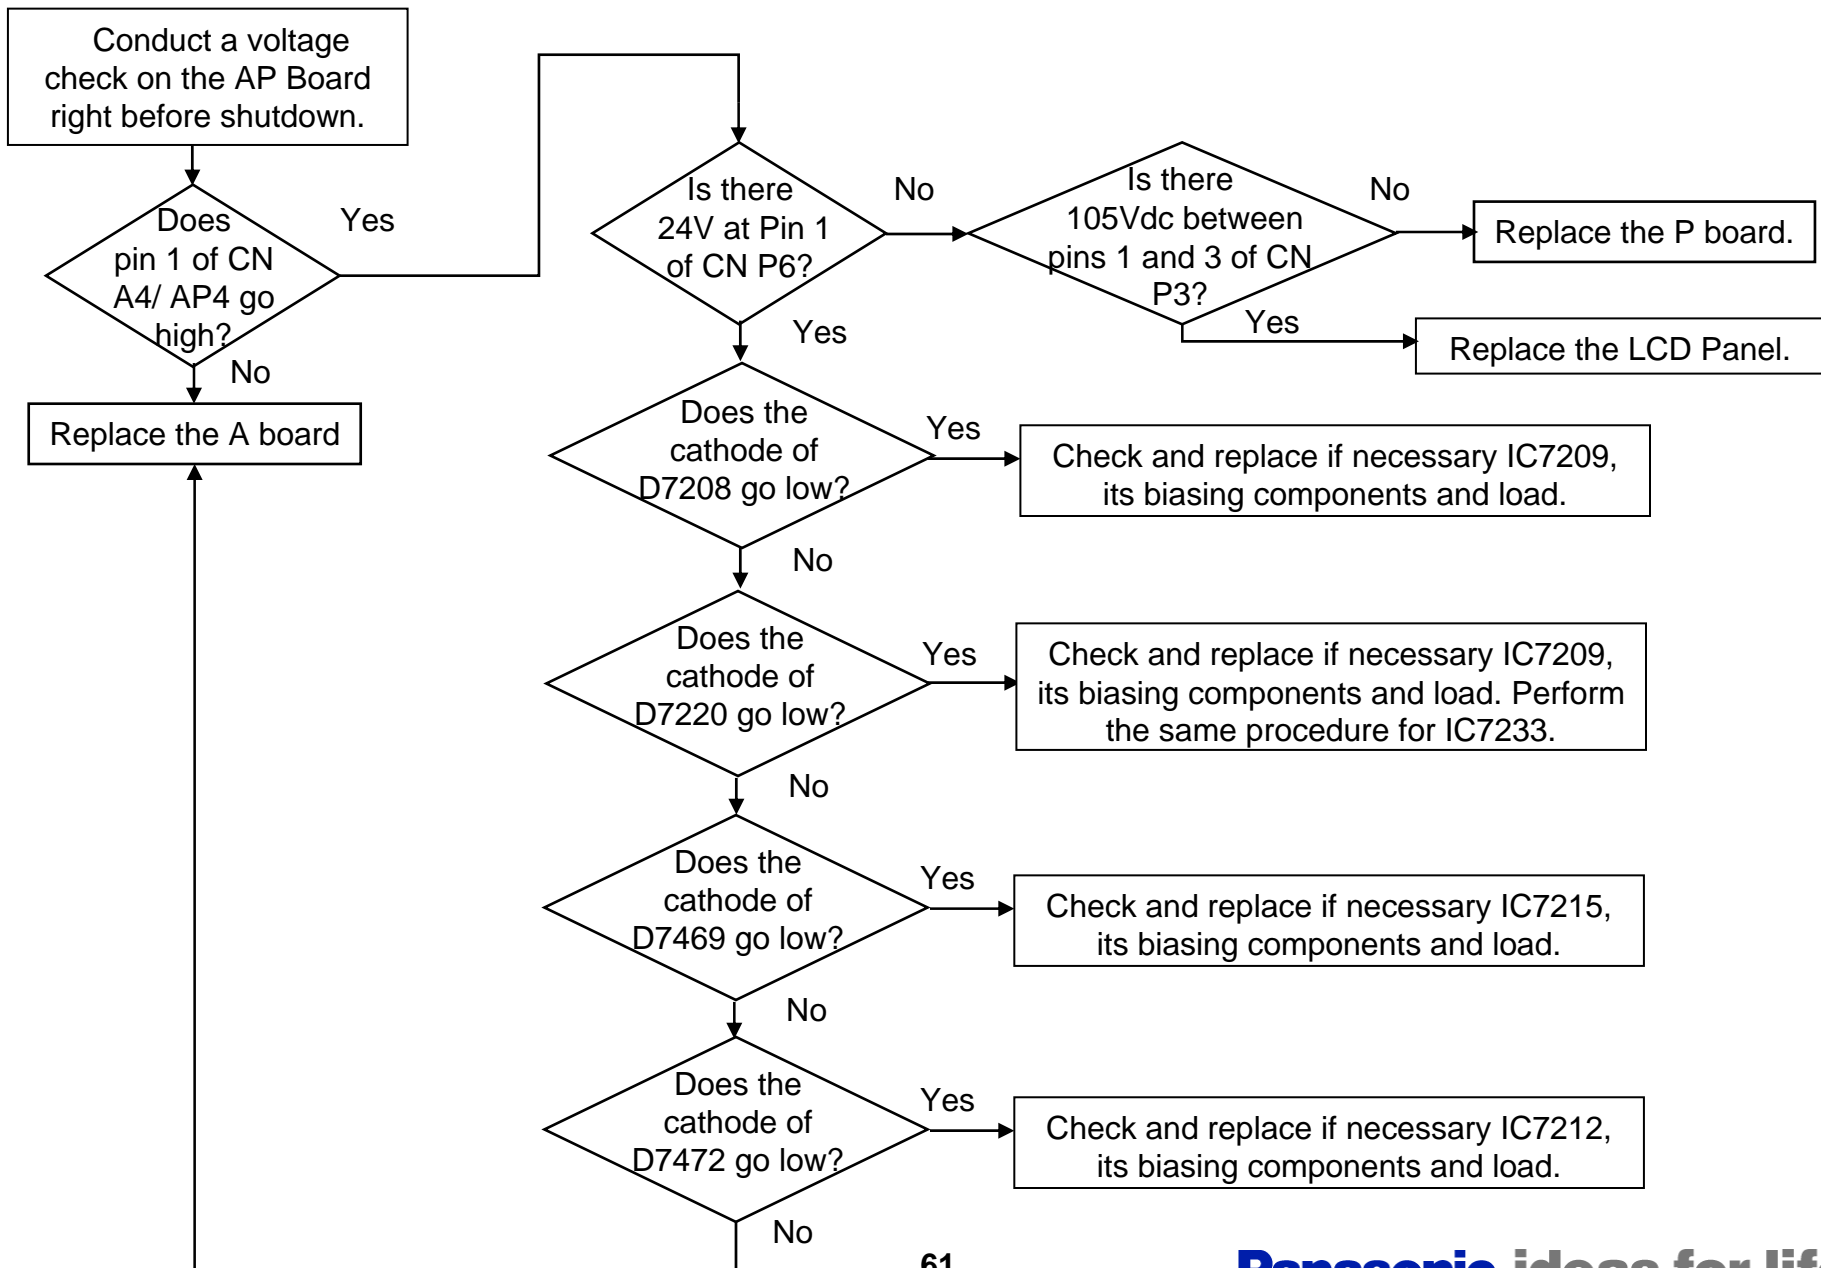 Conduct a voltage
check on the AP Board
right before shutdown.
Does
pin 1 of CN
A4/ AP4 go
high?
Yes
No
Replace the A board
Is there
24V at Pin 1
of CN P6?
No
Yes
Is there
105Vdc between
pins 1 and 3 of CN
P3?
No
Replace the P board.
Yes
Replace the LCD Panel.
Does the
cathode of
D7208 go low?
Yes
Check and replace if necessary IC7209,
its biasing components and load.
No
Does the
cathode of
D7220 go low?
Yes
Check and replace if necessary IC7209,
its biasing components and load. Perform
the same procedure for IC7233.
No
Does the
cathode of
D7469 go low?
Yes
Check and replace if necessary IC7215,
its biasing components and load.
No
Does the
cathode of
D7472 go low?
Yes
Check and replace if necessary IC7212,
its biasing components and load.
No
61
Panasonic ideas for life